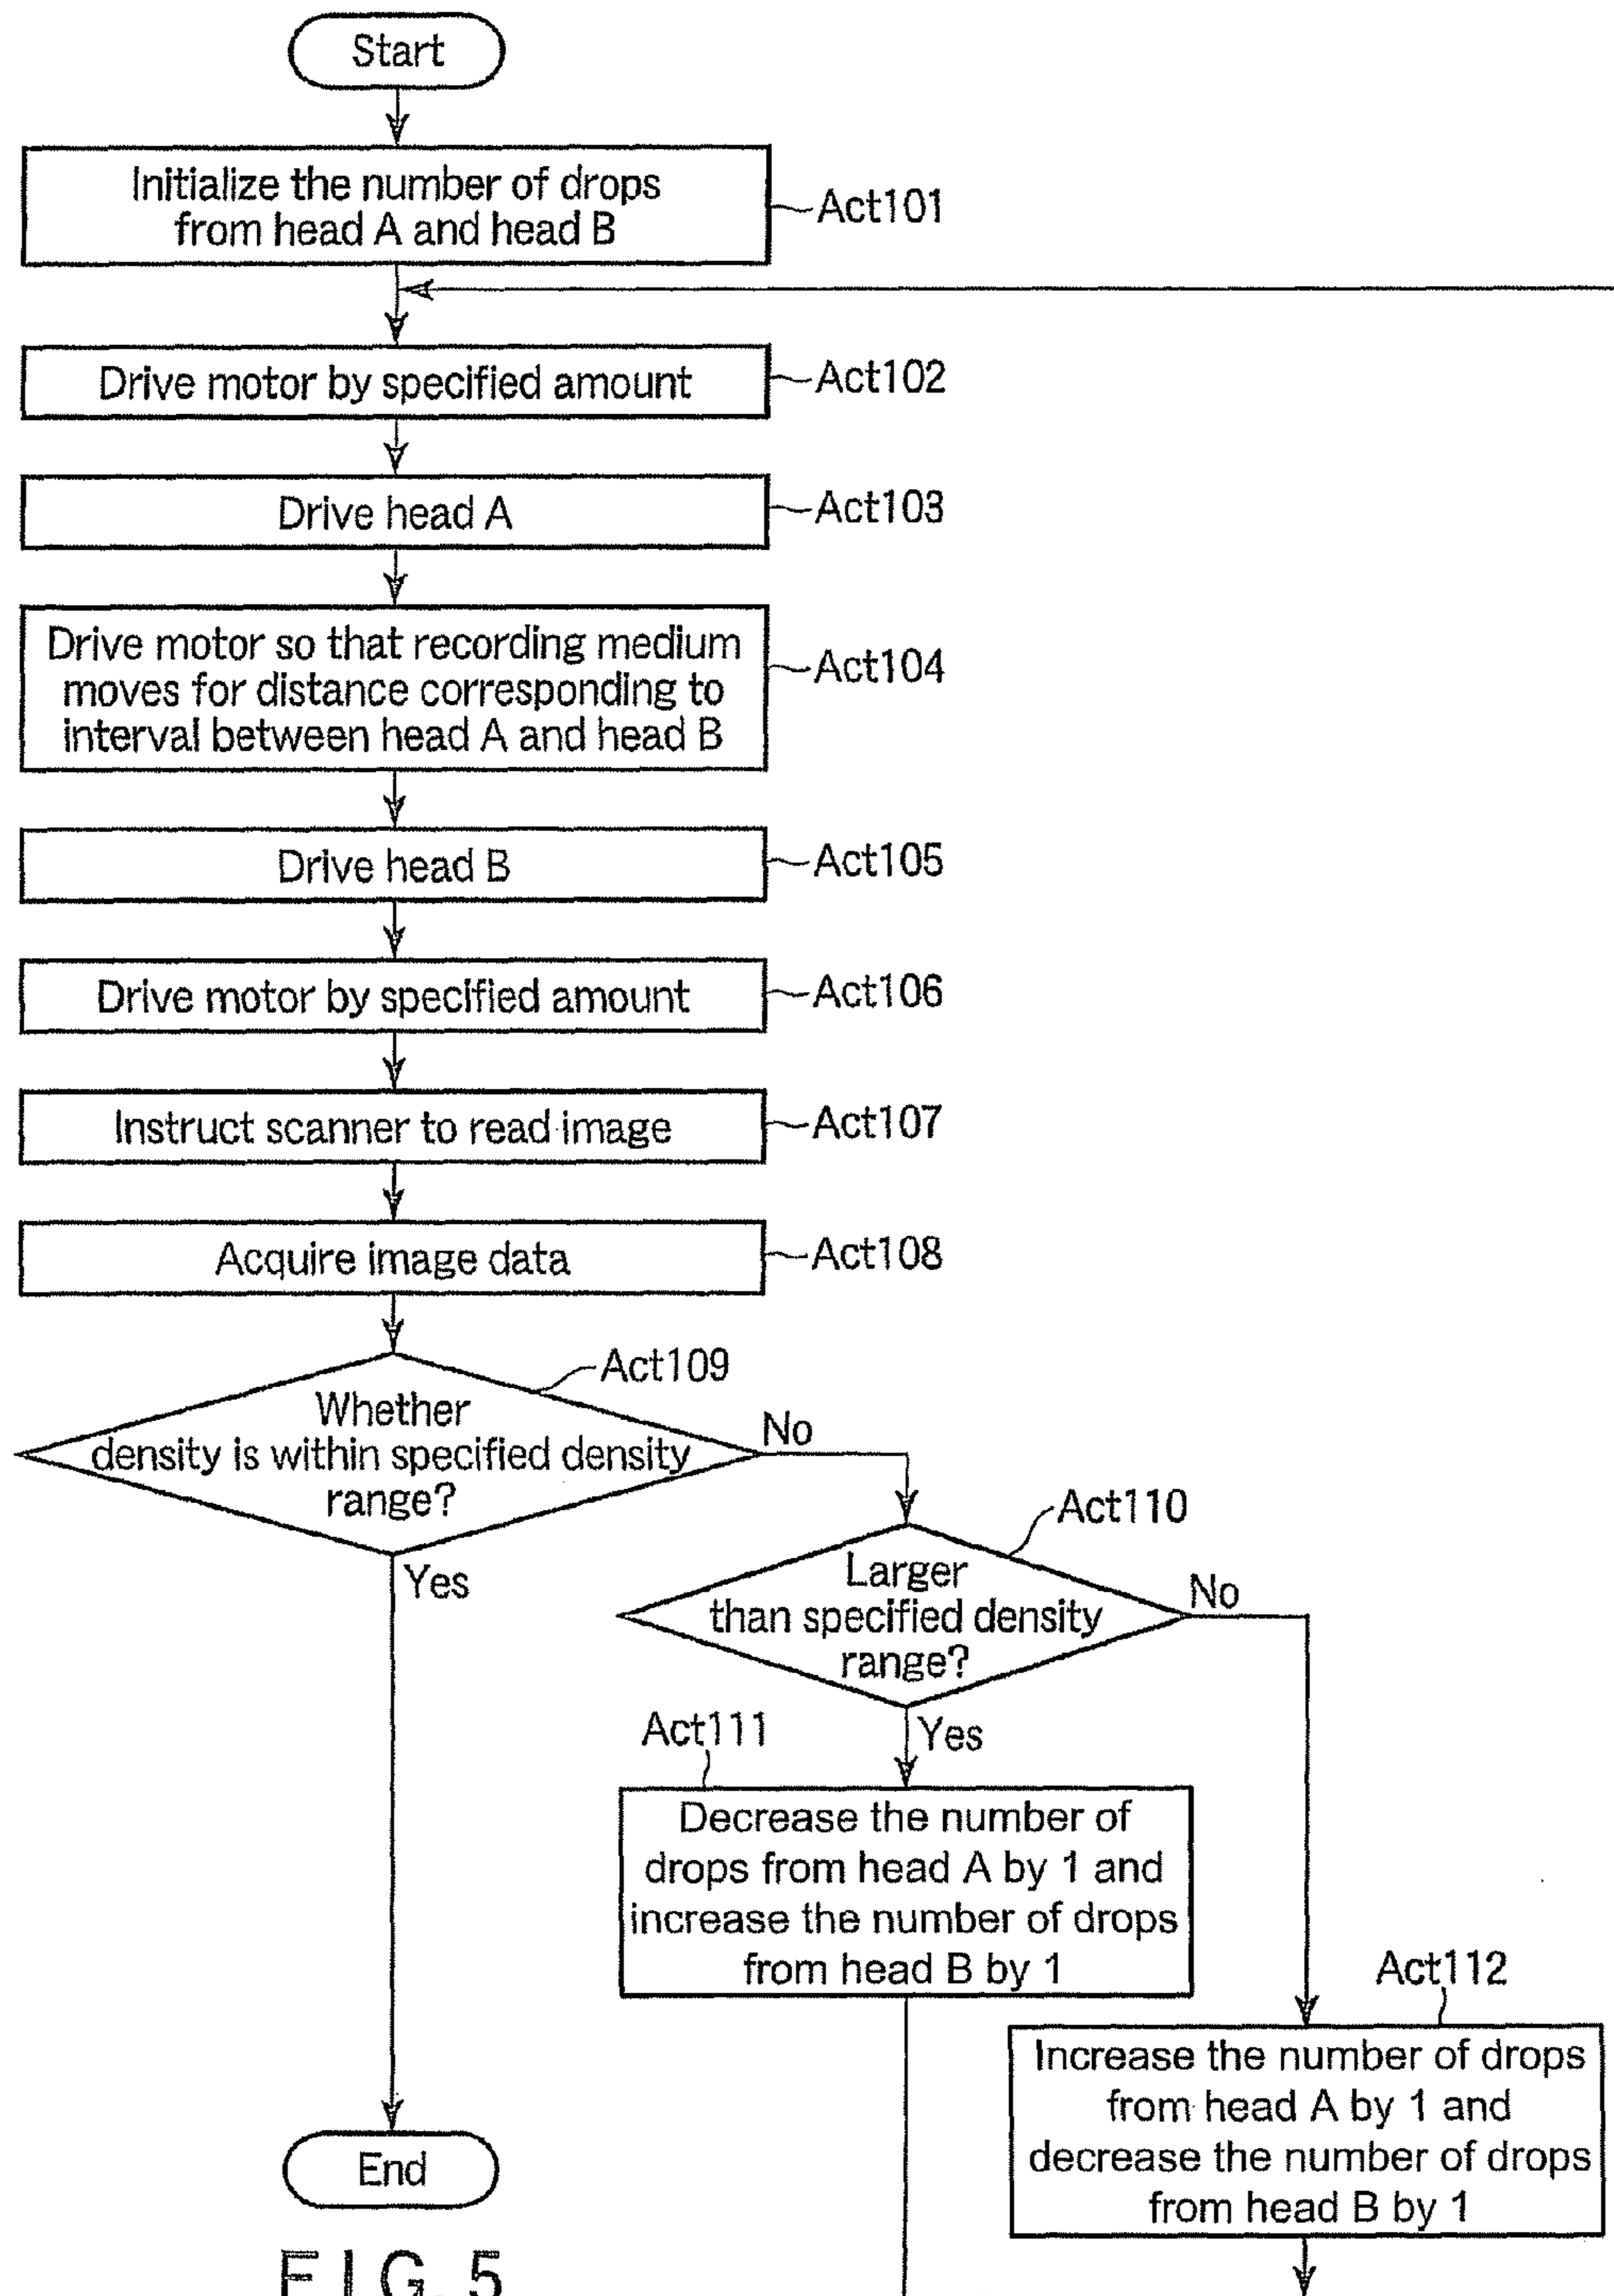 Start
Initialize the number of drops
from head A and head B
Act101
Drive motor by specified amount
Act102
Drive head A
Act103
Drive motor so that recording medium
moves for distance corresponding to
interval between head A and head B
Act104
Drive head B
Act105
Drive motor by specified amount
Act106
Instruct scanner to read image
Act107
Acquire image data
Act108
Act109
Whether
density is within specified density
range?
No
Yes
Act110
Larger
than specified density
range?
No
Yes
Act111
Decrease the number of
drops from head A by 1 and
increase the number of drops
from head B by 1
Act112
Increase the number of drops
from head A by 1 and
decrease the number of drops
from head B by 1
End
FIG. 5